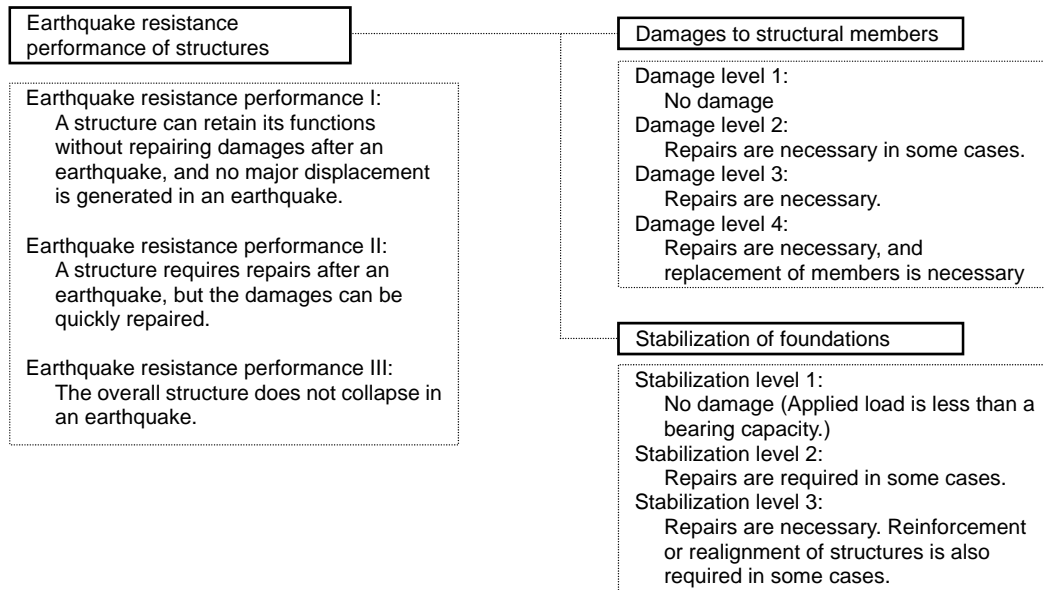 Earthquake resistance
performance of structures
Earthquake resistance performance I:
A structure can retain its functions
without repairing damages after an
earthquake, and no major displacement
is generated in an earthquake.
Earthquake resistance performance II:
A structure requires repairs after an
earthquake, but the damages can be
quickly repaired.
Earthquake resistance performance III:
The overall structure does not collapse in
an earthquake.
Damages to structural members
Damage level 1:
No damage
Damage level 2:
Repairs are necessary in some cases.
Damage level 3:
Repairs are necessary.
Damage level 4:
Repairs are necessary, and
replacement of members is necessary
Stabilization of foundations
Stabilization level 1:
No damage (Applied load is less than a
bearing capacity.)
Stabilization level 2:
Repairs are required in some cases.
Stabilization level 3:
Repairs are necessary. Reinforcement
or realignment of structures is also
required in some cases.